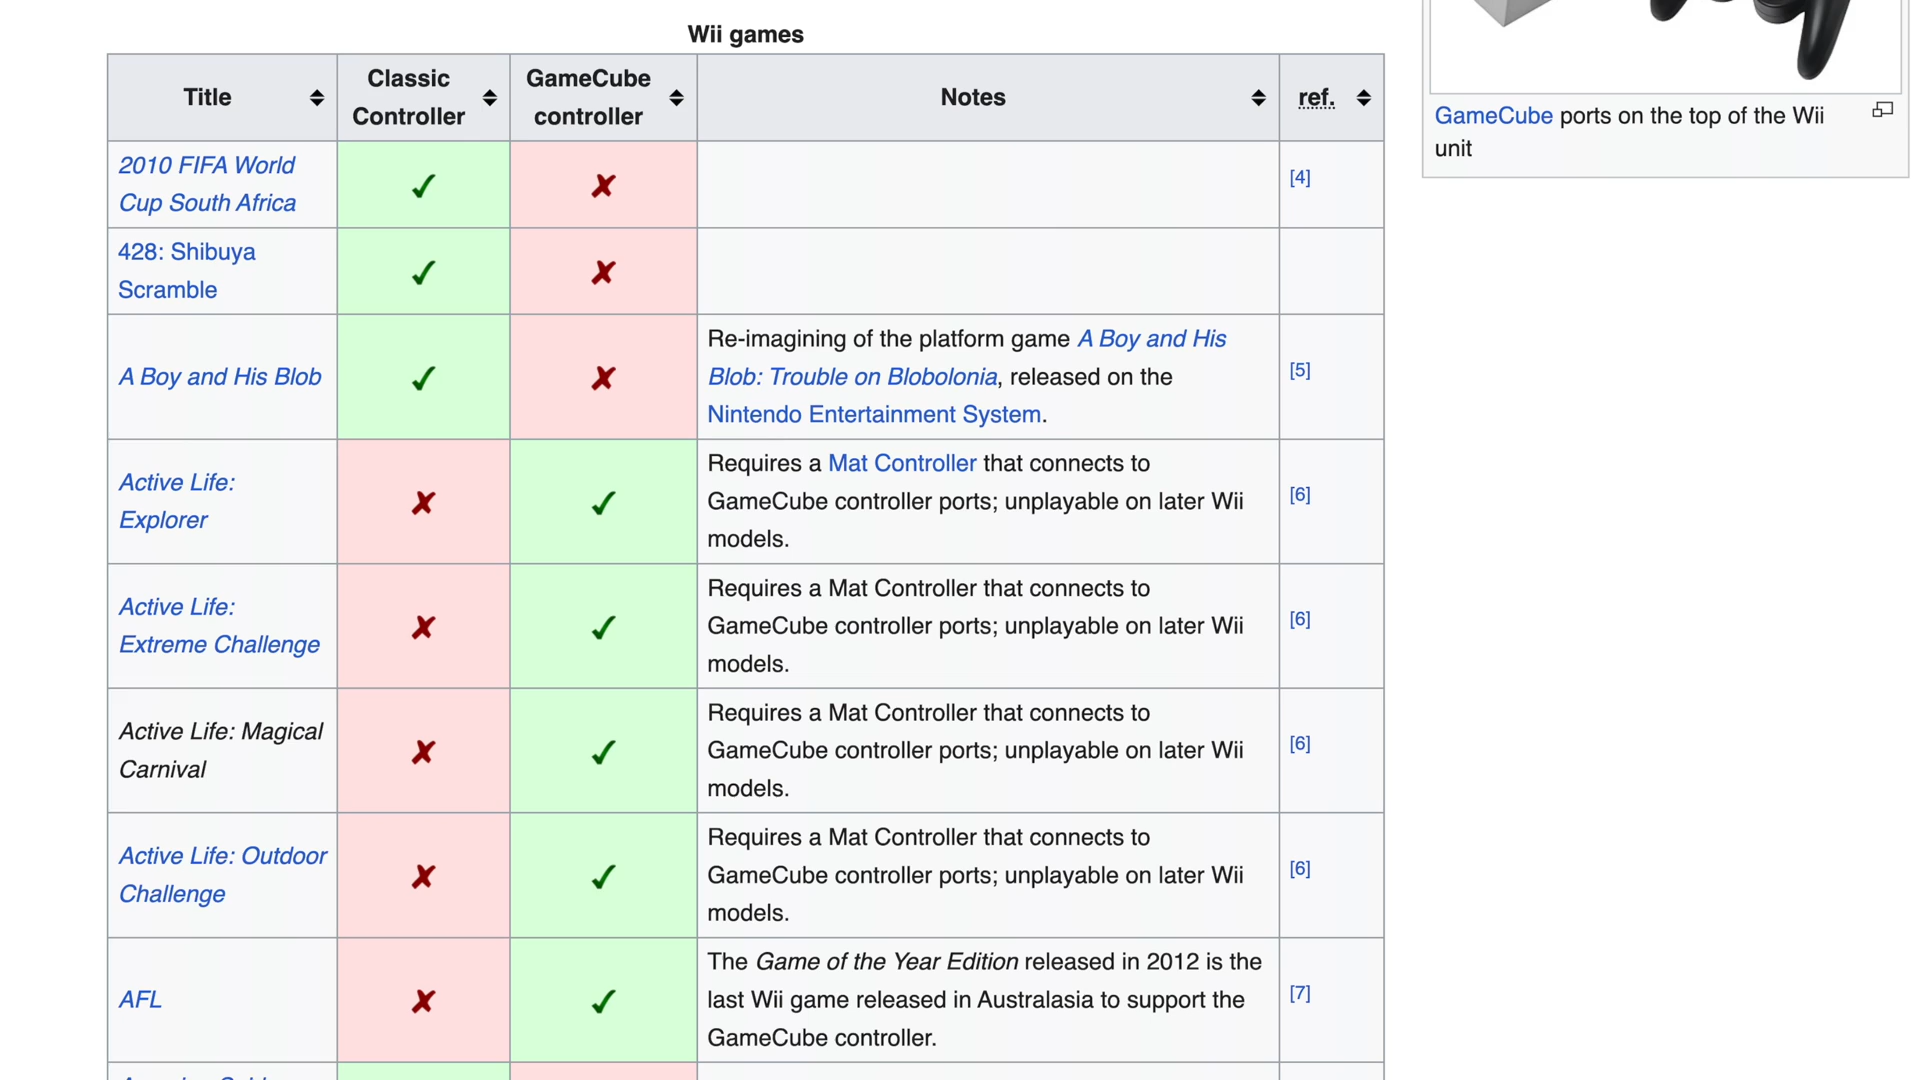 Wii games
Title
Classic
Controller
GameCube
controller
Notes
ref.
2010 FIFA World
Cup South Africa
✓
✗
[4]
428: Shibuya
Scramble
✓
✗
A Boy and His Blob
✓
✗
Re-imagining of the platform game A Boy and His
Blob: Trouble on Blobolonia, released on the
Nintendo Entertainment System.
[5]
Active Life:
Explorer
✗
✓
Requires a Mat Controller that connects to
GameCube controller ports; unplayable on later Wii
models.
[6]
Active Life:
Extreme Challenge
✗
✓
Requires a Mat Controller that connects to
GameCube controller ports; unplayable on later Wii
models.
[6]
Active Life: Magical
Carnival
✗
✓
Requires a Mat Controller that connects to
GameCube controller ports; unplayable on later Wii
models.
[6]
Active Life: Outdoor
Challenge
✗
✓
Requires a Mat Controller that connects to
GameCube controller ports; unplayable on later Wii
models.
[6]
AFL
✗
✓
The Game of the Year Edition released in 2012 is the
last Wii game released in Australasia to support the
GameCube controller.
[7]
GameCube ports on the top of the Wii
unit